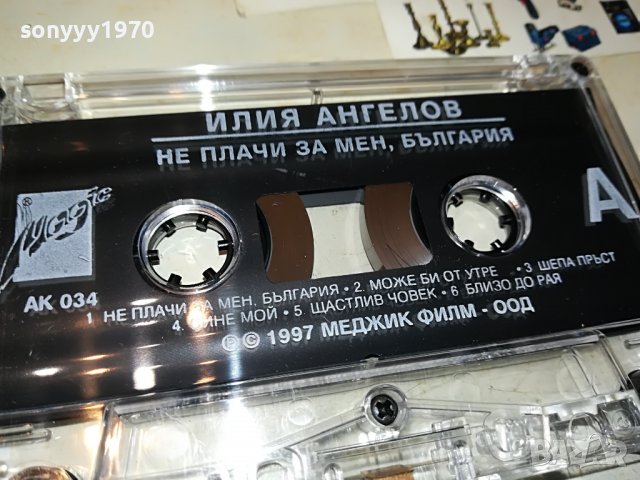 sonyyy1970
ИЛИЯ АНГЕЛОВ
НЕ ПЛАЧИ ЗА МЕН, БЪЛГАРИЯ
® Magic
A
AK 034
1 НЕ ПЛАЧИ ЗА МЕН, БЪЛГАРИЯ · 2 МОЖЕ БИ ОТ УТРЕ · 3 ШЕПА ПРЪСТ
4 СИНЕ МОЙ · 5 ЩАСТЛИВ ЧОВЕК · 6 БЛИЗО ДО РАЯ
Ⓟ © 1997 МЕДЖИК ФИЛМ - ООД
BAZAR